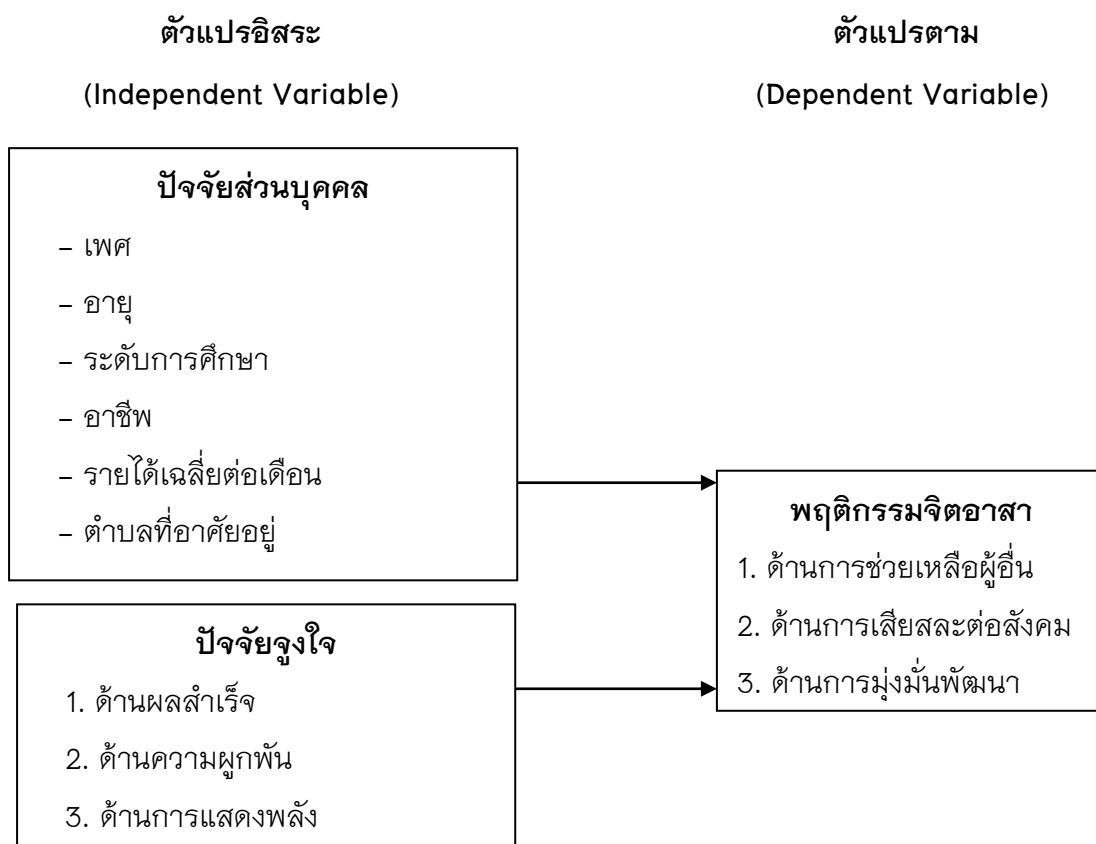 ตัวแปรอิสระ
(Independent Variable)
ตัวแปรตาม
(Dependent Variable)
ปัจจัยส่วนบุคคล
– เพศ
– อายุ
– ระดับการศึกษา
– อาชีพ
– รายได้เฉลี่ยต่อเดือน
– ตำบลที่อาศัยอยู่
ปัจจัยจูงใจ
1. ด้านผลสำเร็จ
2. ด้านความผูกพัน
3. ด้านการแสดงพลัง
พฤติกรรมจิตอาสา
1. ด้านการช่วยเหลือผู้อื่น
2. ด้านการเสียสละต่อสังคม
3. ด้านการมุ่งมั่นพัฒนา